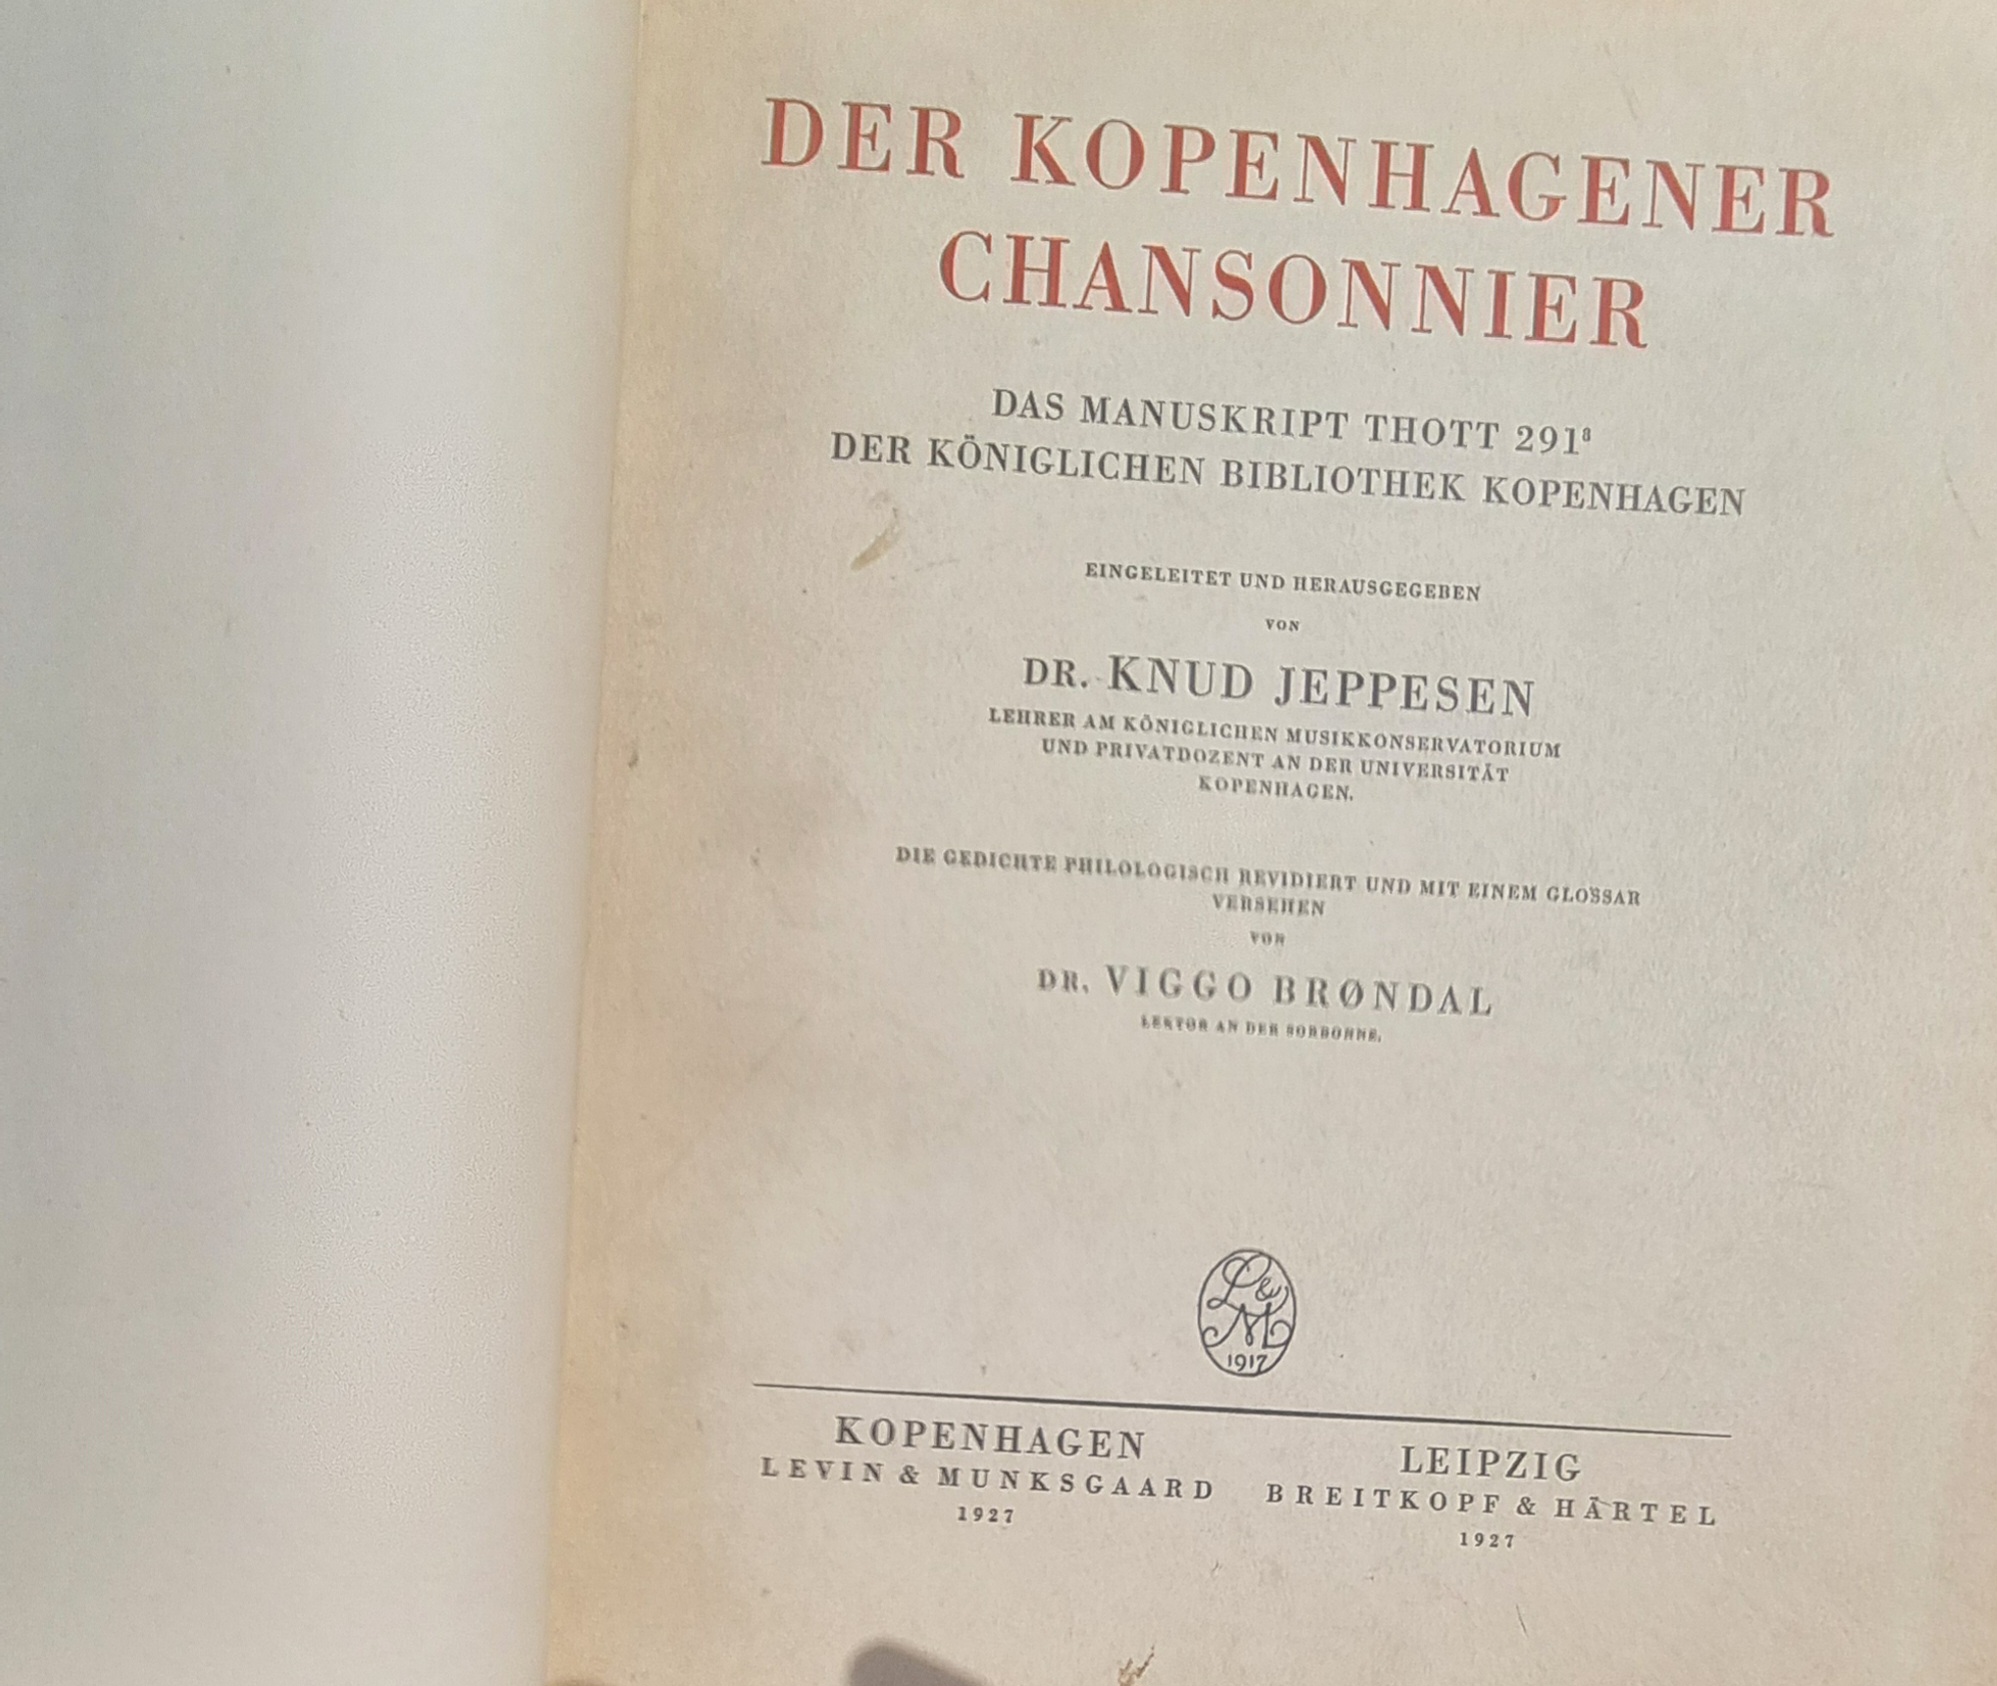 DER KOPENHAGENER
CHANSONNIER
DAS MANUSKRIPT THOTT 291⁸
DER KÖNIGLICHEN BIBLIOTHEK KOPENHAGEN
EINGELEITET UND HERAUSGEGEBEN
VON
DR. KNUD JEPPESEN
LEHRER AM KÖNIGLICHEN MUSIKKONSERVATORIUM
UND PRIVATDOZENT AN DER UNIVERSITÄT
KOPENHAGEN.
DIE GEDICHTE PHILOLOGISCH REVIDIERT UND MIT EINEM GLOSSAR
VERSEHEN
VON
DR. VIGGO BRØNDAL
LEKTOR AN DER SORBONNE.
L&M
1917
KOPENHAGEN
LEVIN & MUNKSGAARD
1927
LEIPZIG
BREITKOPF & HÄRTEL
1927